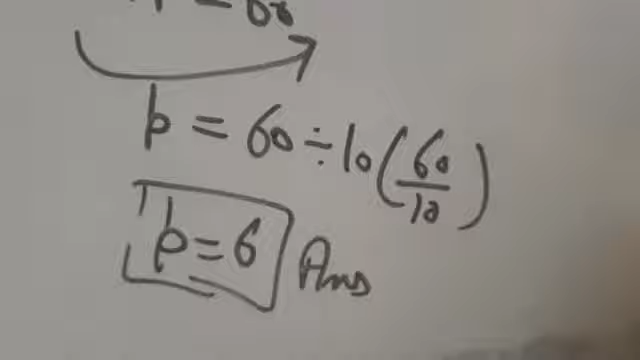 p = 60 ÷ 10 (60/10)
p = 6 Ans